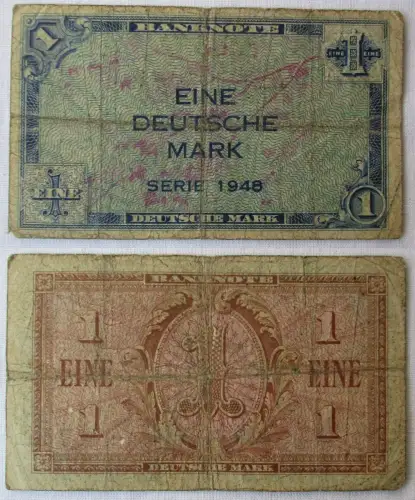 1 BANKNOTE 1
EINE EINE
EINE
DEUTSCHE
MARK
SERIE 1948
EINE 1
1
DEUTSCHE MARK
BANKNOTE
1 1
EINE 1 EINE
1 1
DEUTSCHE MARK